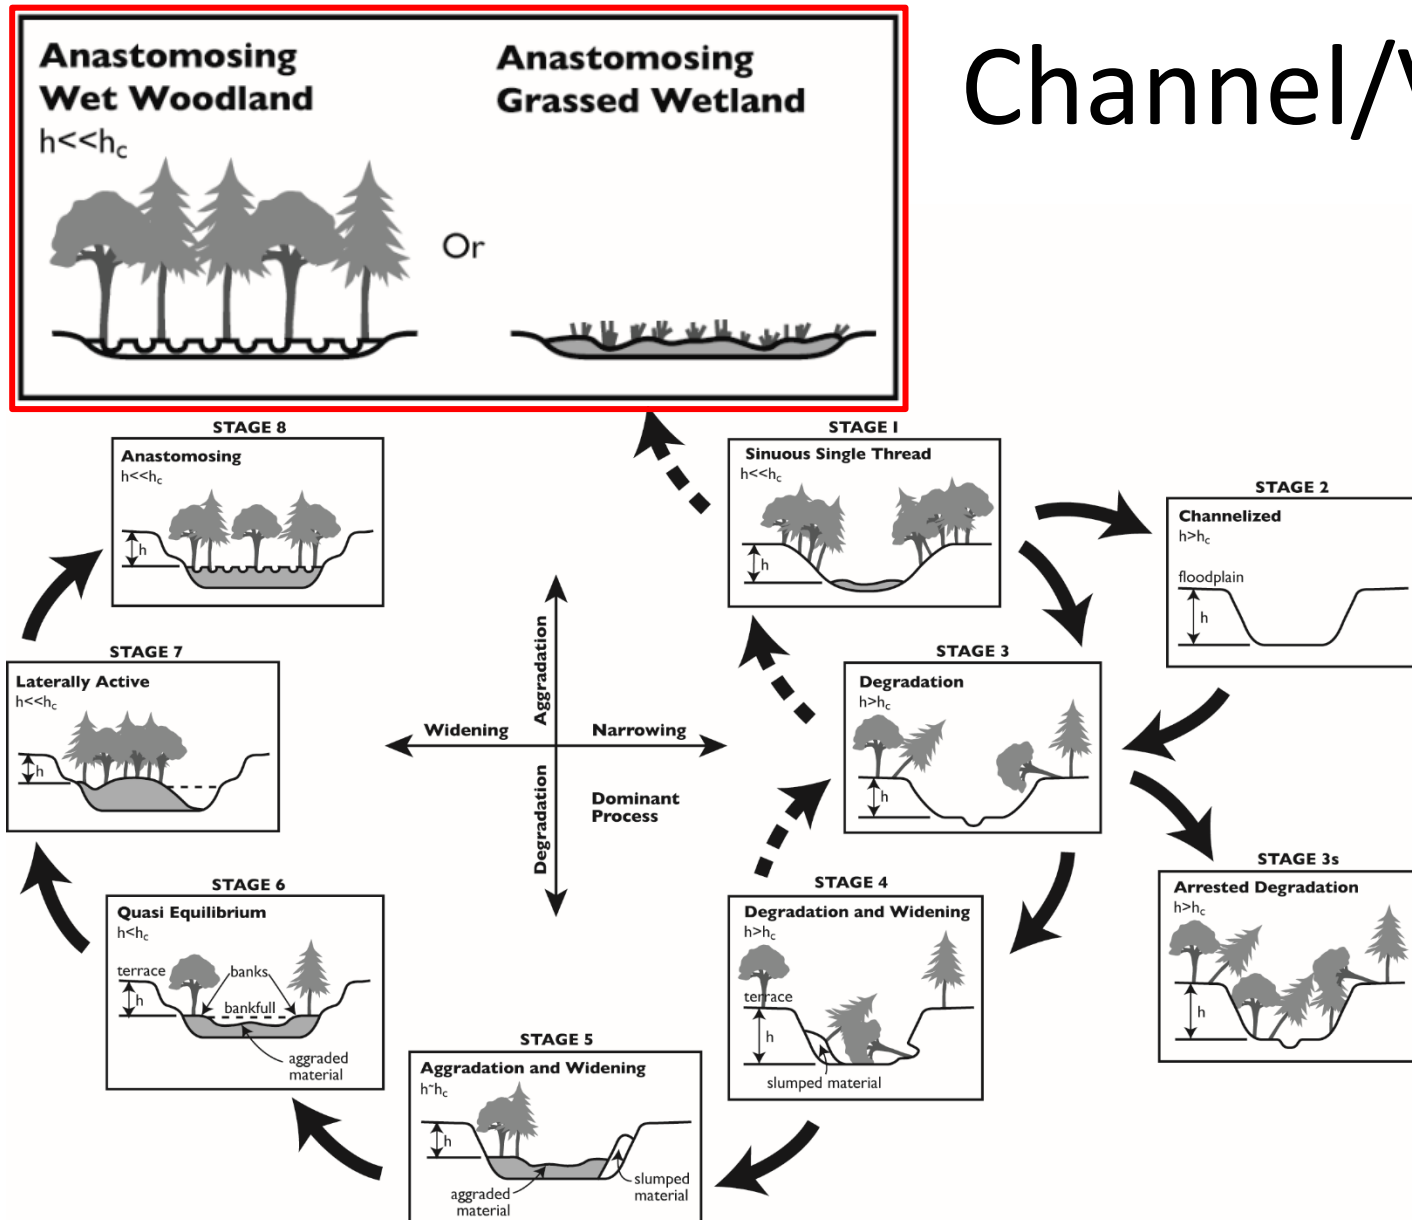 Channel/
Anastomosing
Wet Woodland
h<<hc
Or
Anastomosing
Grassed Wetland
STAGE 8
Anastomosing
h<<hc
h
STAGE 1
Sinuous Single Thread
h<<hc
h
STAGE 2
Channelized
h>hc
floodplain
h
STAGE 7
Laterally Active
h<<hc
h
Aggradation
Widening
Narrowing
Degradation
Dominant
Process
STAGE 3
Degradation
h>hc
h
STAGE 3s
Arrested Degradation
h>hc
h
STAGE 6
Quasi Equilibrium
h<hc
terrace
banks
h
bankfull
aggraded
material
STAGE 4
Degradation and Widening
h>hc
terrace
h
slumped material
STAGE 5
Aggradation and Widening
h~hc
h
aggraded
material
slumped
material